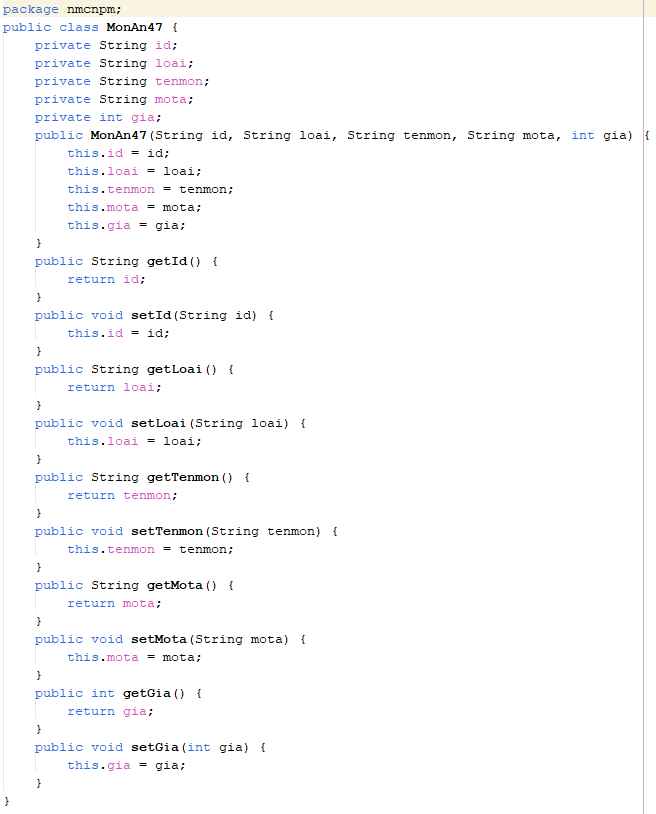 package nmcnpm;
public class MonAn47 {
    private String id;
    private String loai;
    private String tenmon;
    private String mota;
    private int gia;
    public MonAn47(String id, String loai, String tenmon, String mota, int gia) {
        this.id = id;
        this.loai = loai;
        this.tenmon = tenmon;
        this.mota = mota;
        this.gia = gia;
    }
    public String getId() {
        return id;
    }
    public void setId(String id) {
        this.id = id;
    }
    public String getLoai() {
        return loai;
    }
    public void setLoai(String loai) {
        this.loai = loai;
    }
    public String getTenmon() {
        return tenmon;
    }
    public void setTenmon(String tenmon) {
        this.tenmon = tenmon;
    }
    public String getMota() {
        return mota;
    }
    public void setMota(String mota) {
        this.mota = mota;
    }
    public int getGia() {
        return gia;
    }
    public void setGia(int gia) {
        this.gia = gia;
    }
}